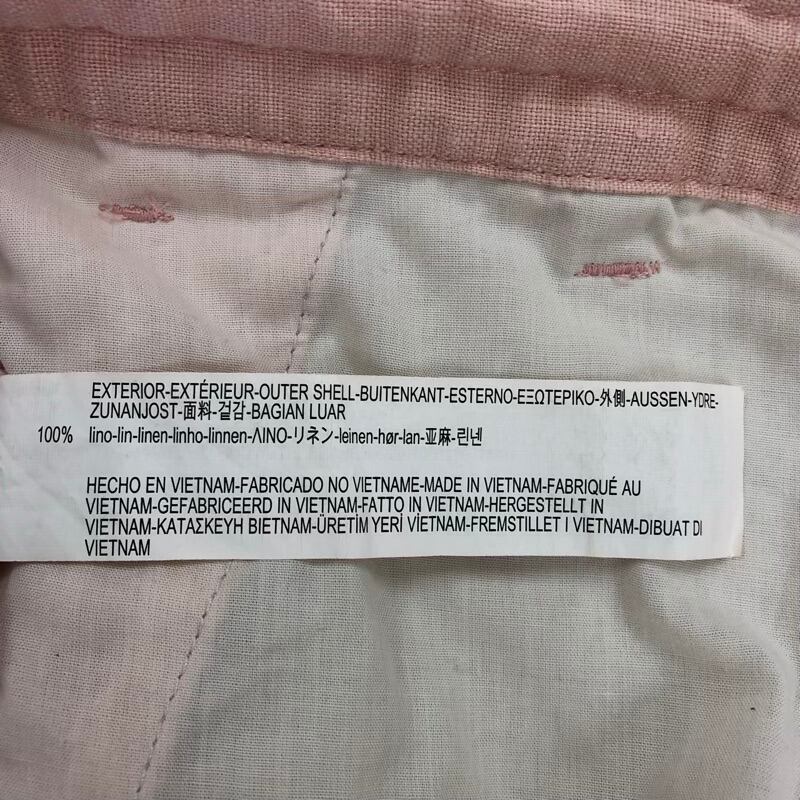 EXTERIOR-EXTÉRIEUR-OUTER SHELL-BUITENKANT-ESTERNO-ΕΞΩΤΕΡΙΚΟ-外側-AUSSEN-YDRE-
ZUNANJOST-面料-겉감-BAGIAN LUAR
100% lino-lin-linen-linho-linnen-ΛΙΝΟ-リネン-leinen-hør-lan-亚麻-린넨
HECHO EN VIETNAM-FABRICADO NO VIETNAME-MADE IN VIETNAM-FABRIQUÉ AU
VIETNAM-GEFABRICEERD IN VIETNAM-FATTO IN VIETNAM-HERGESTELLT IN
VIETNAM-ΚΑΤΑΣΚΕΥΗ ΒΙΕΤΝΑΜ-ÜRETİM YERİ VİETNAM-FREMSTILLET I VIETNAM-DIBUAT DI
VIETNAM